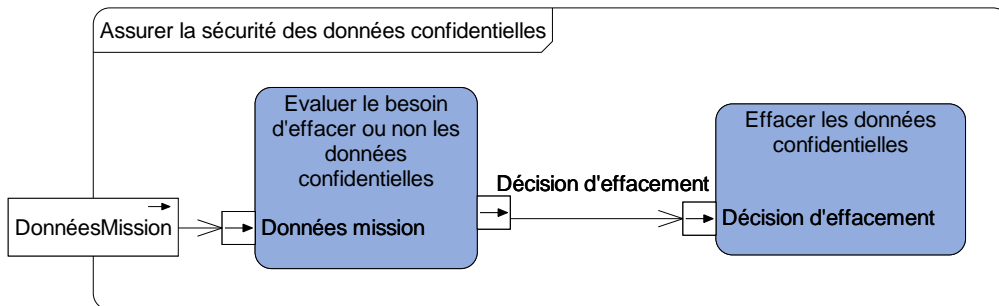 Assurer la sécurité des données confidentielles
Evaluer le besoin
d'effacer ou non les
données
confidentielles
Effacer les données
confidentielles
Décision d'effacement
DonnéesMission
Données mission
Décision d'effacement